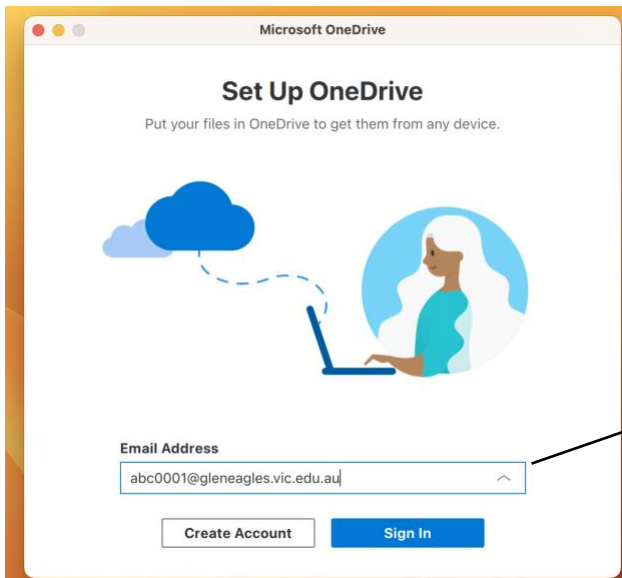 Microsoft OneDrive
Set Up OneDrive
Put your files in OneDrive to get them from any device.
Email Address
abc0001@gleneagles.vic.edu.au
Create Account
Sign In